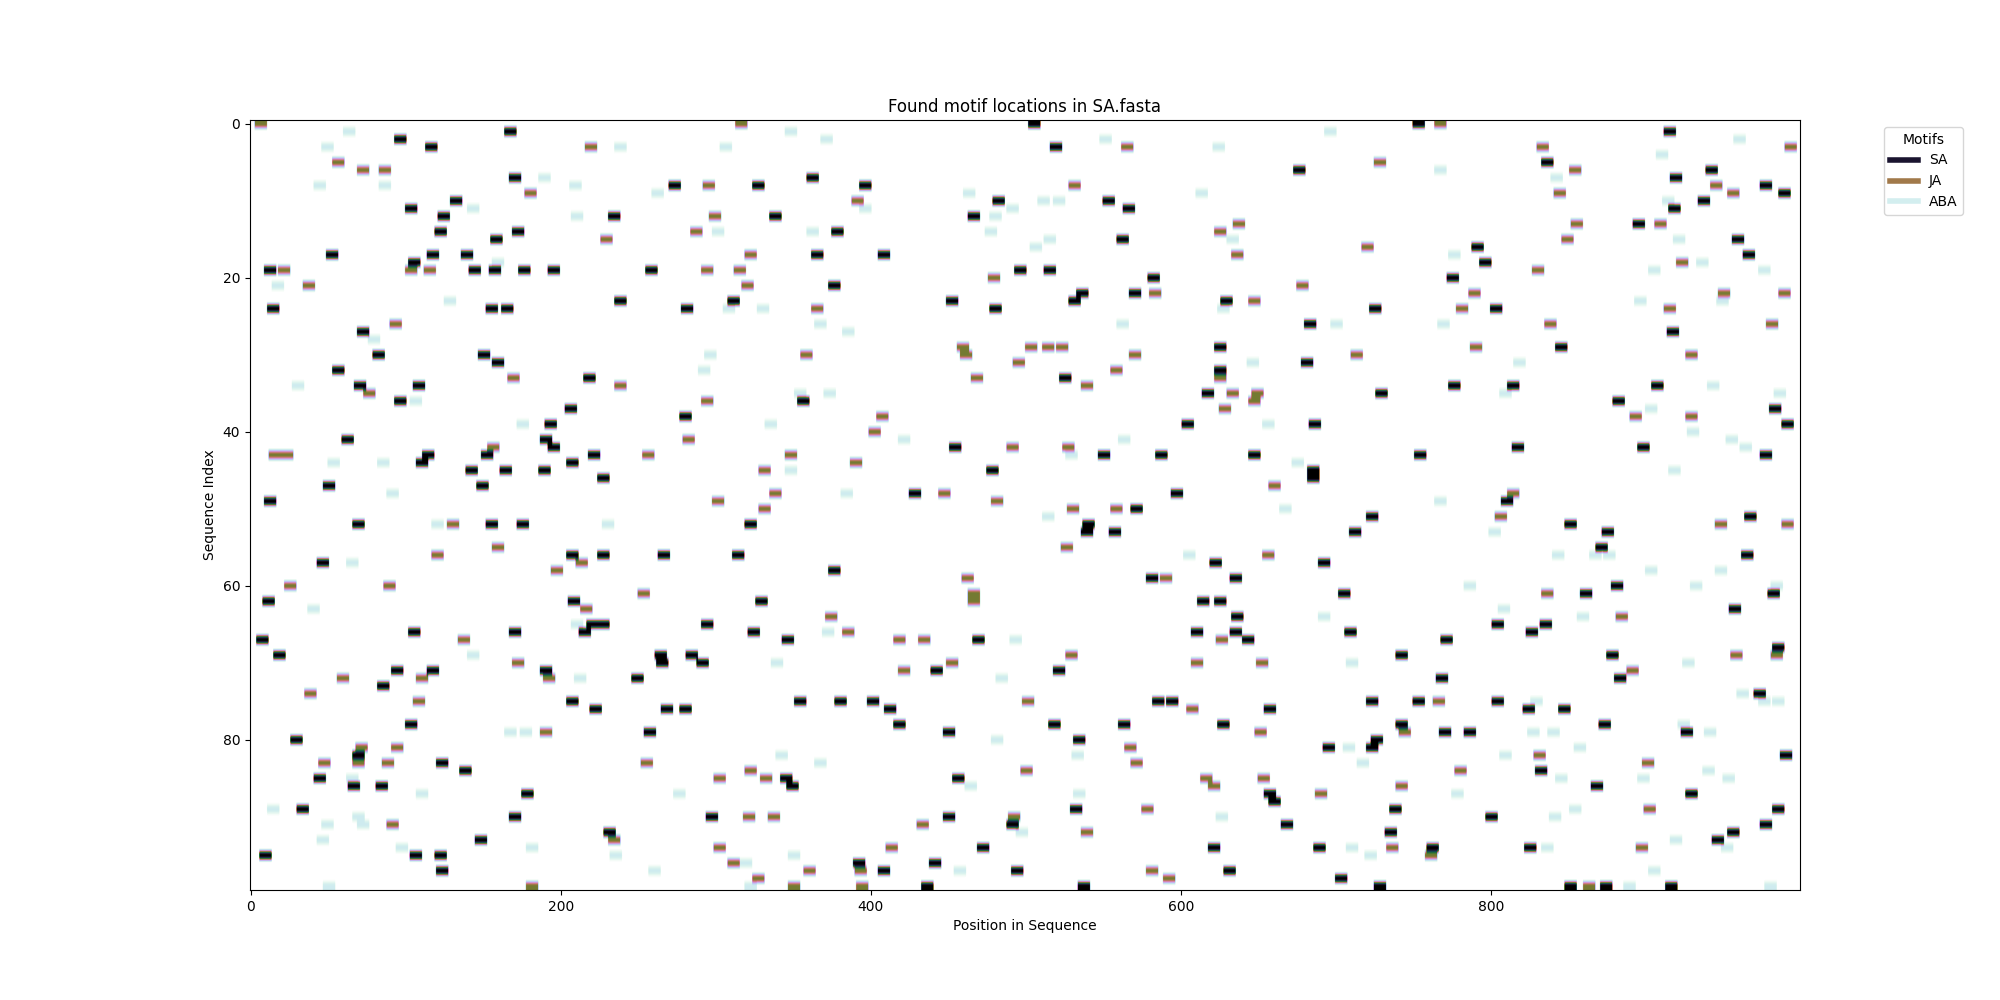 Found motif locations in SA.fasta
Motifs
SA
JA
ABA
0
20
40
60
80
Sequence Index
0 200 400 600 800
Position in Sequence